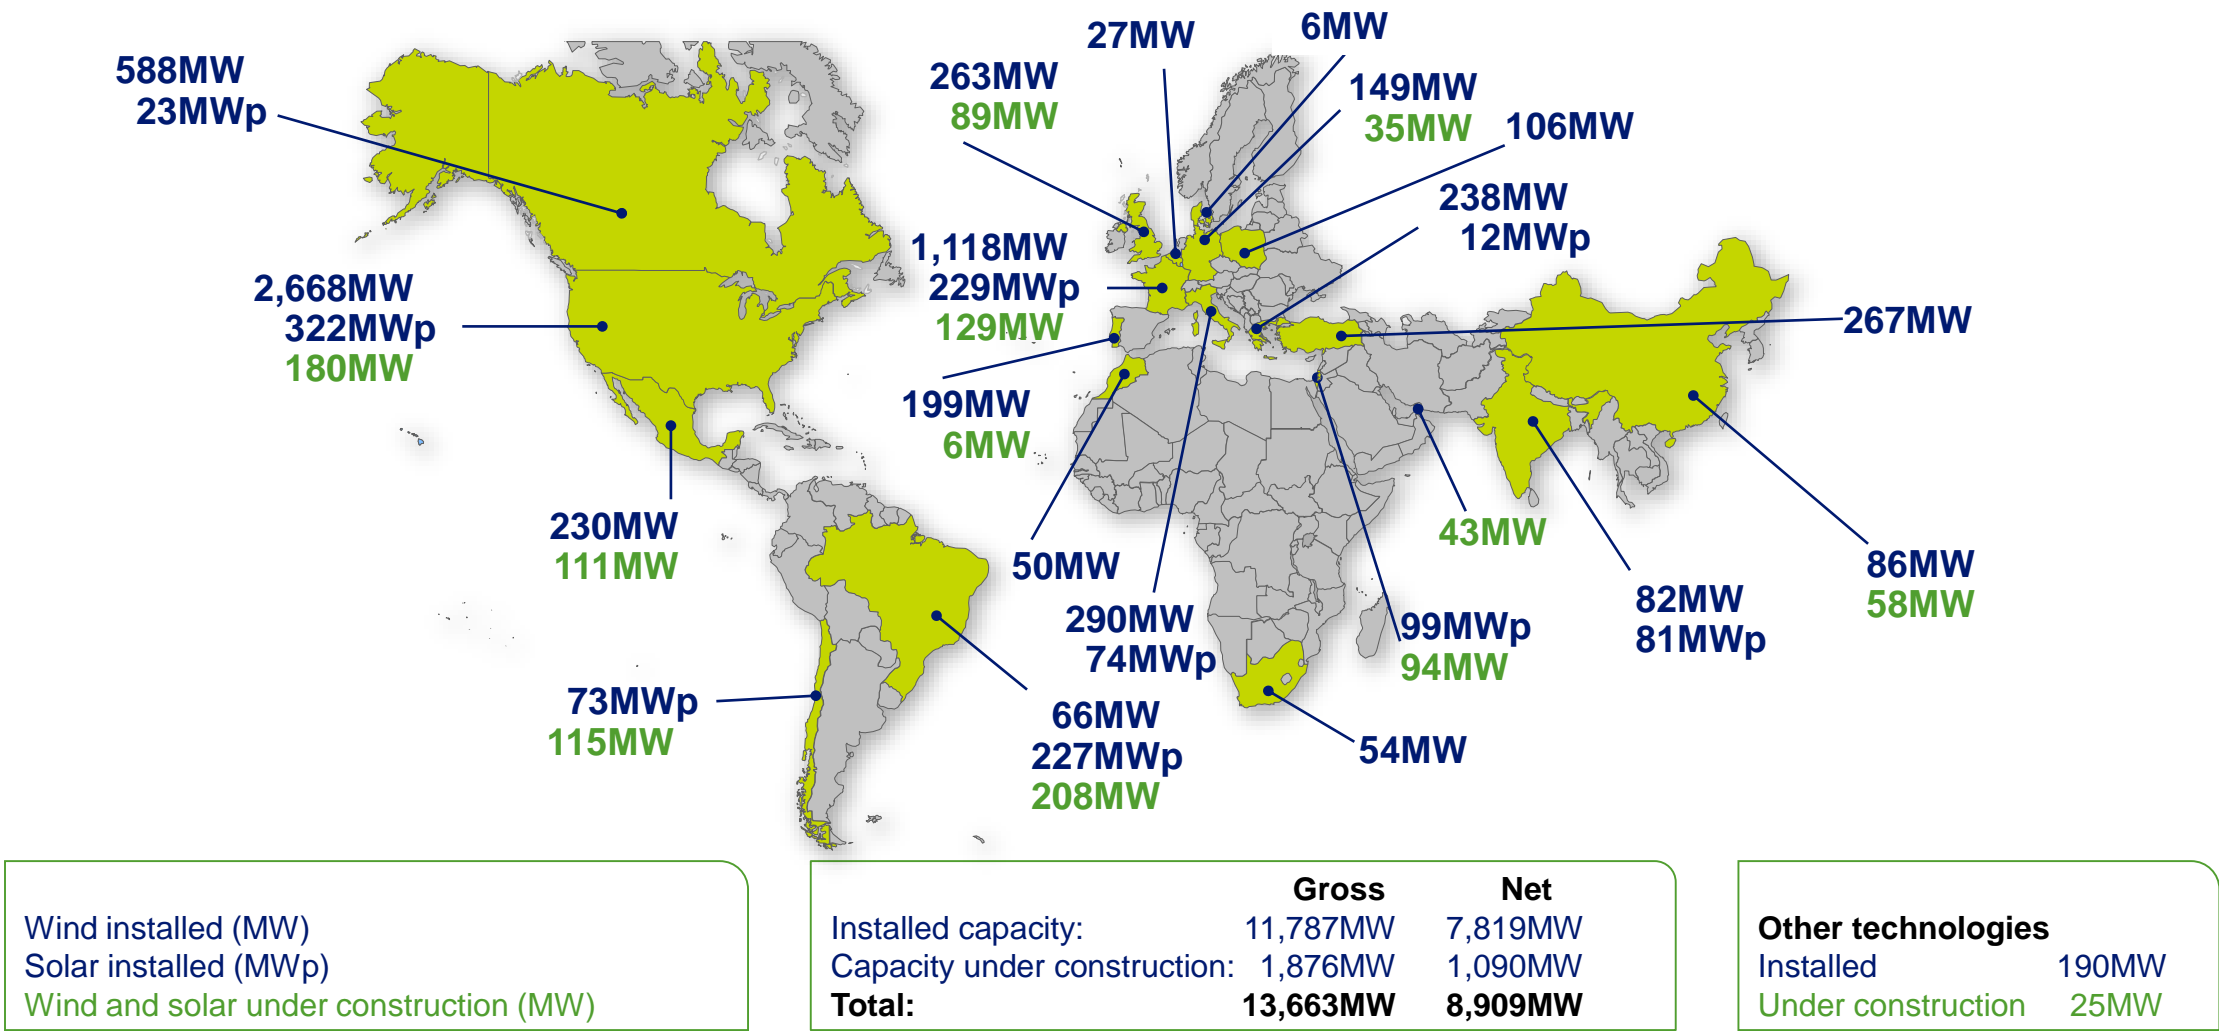 588MW
23MWp
2,668MW
322MWp
180MW
230MW
111MW
73MWp
115MW
66MW
227MWp
208MW
27MW
6MW
263MW
89MW
149MW
35MW
106MW
238MW
12MWp
1,118MW
229MWp
129MW
267MW
199MW
6MW
50MW
290MW
74MWp
43MW
99MWp
94MW
54MW
82MW
81MWp
86MW
58MW
Wind installed (MW)
Solar installed (MWp)
Wind and solar under construction (MW)
Gross Net
Installed capacity: 11,787MW 7,819MW
Capacity under construction: 1,876MW 1,090MW
Total: 13,663MW 8,909MW
Other technologies
Installed 190MW
Under construction 25MW